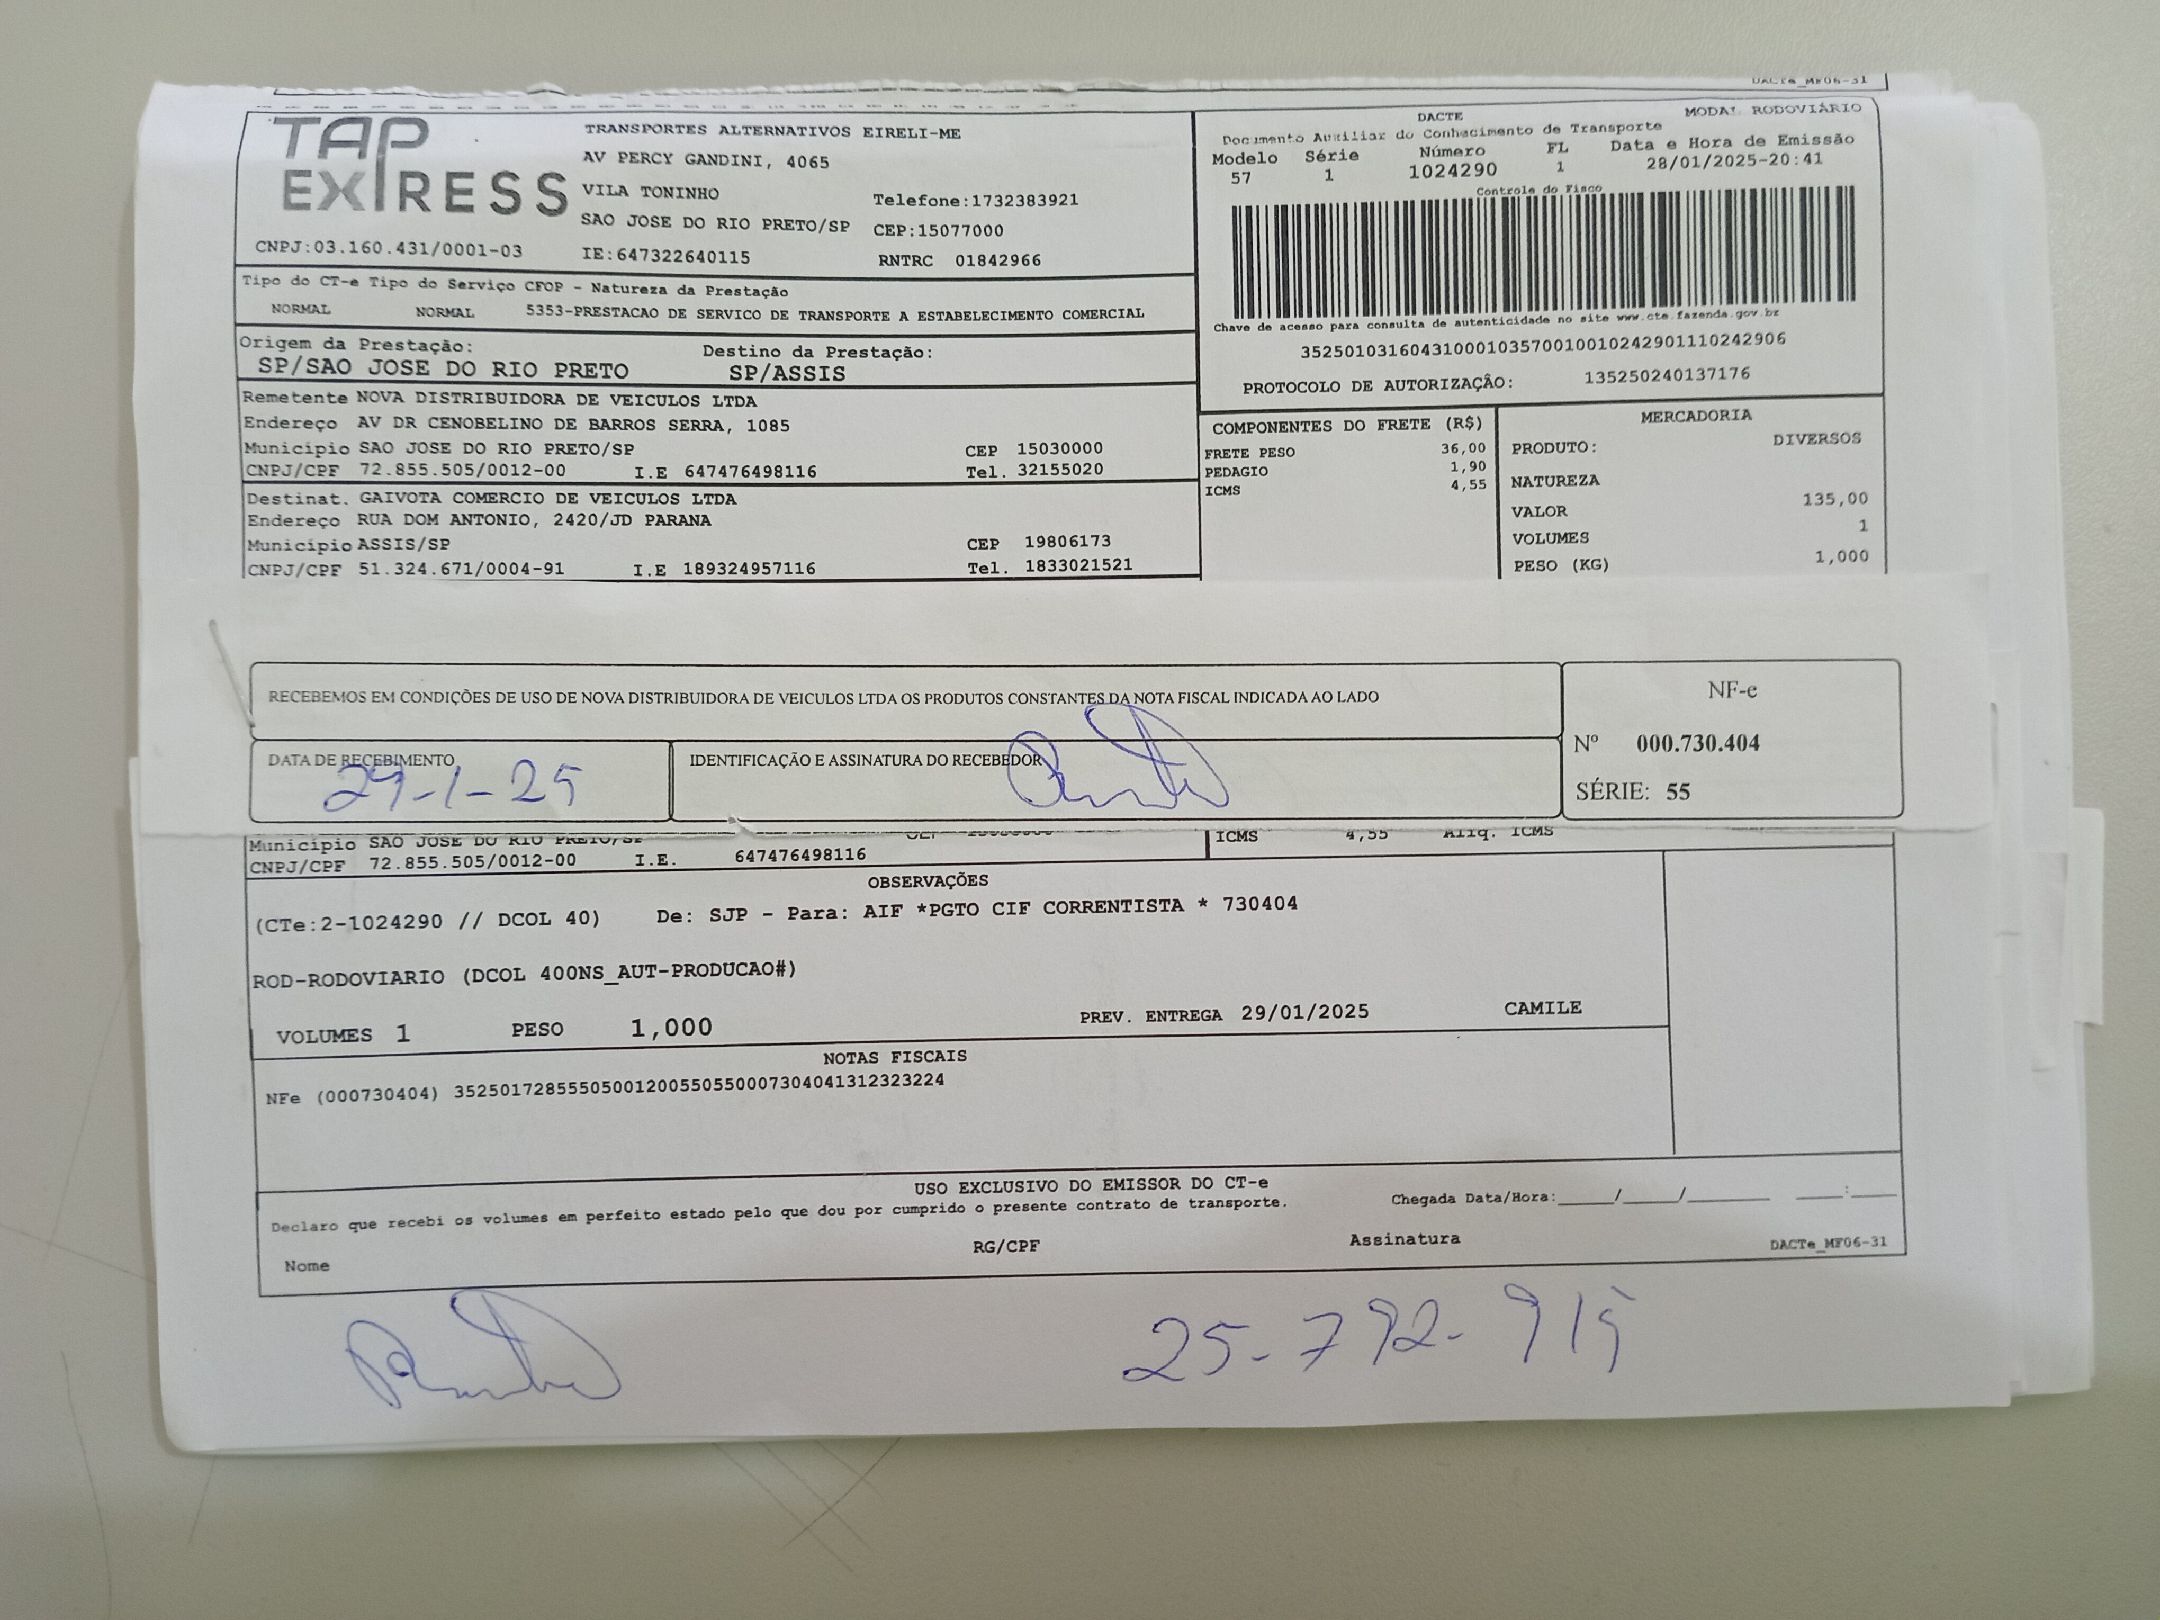 DACTe_MF06-31
TAP EXPRESS
TRANSPORTES ALTERNATIVOS EIRELI-ME
AV PERCY GANDINI, 4065
VILA TONINHO
Telefone:1732383921
SAO JOSE DO RIO PRETO/SP CEP:15077000
CNPJ:03.160.431/0001-03 IE:647322640115 RNTRC 01842966
DACTE MODAL RODOVIÁRIO
Documento Auxiliar do Conhecimento de Transporte
Modelo Série Número FL Data e Hora de Emissão
57 1 1024290 1 28/01/2025-20:41
Controle do Fisco
Chave de acesso para consulta de autenticidade no site www.cte.fazenda.gov.br
35250103160431000103570010010242901110242906
PROTOCOLO DE AUTORIZAÇÃO: 135250240137176
Tipo do CT-e Tipo do Serviço CFOP - Natureza da Prestação
NORMAL NORMAL 5353-PRESTACAO DE SERVICO DE TRANSPORTE A ESTABELECIMENTO COMERCIAL
Origem da Prestação: Destino da Prestação:
SP/SAO JOSE DO RIO PRETO SP/ASSIS
Remetente NOVA DISTRIBUIDORA DE VEICULOS LTDA
Endereço AV DR CENOBELINO DE BARROS SERRA, 1085
Município SAO JOSE DO RIO PRETO/SP CEP 15030000
CNPJ/CPF 72.855.505/0012-00 I.E 647476498116 Tel. 32155020
Destinat. GAIVOTA COMERCIO DE VEICULOS LTDA
Endereço RUA DOM ANTONIO, 2420/JD PARANA
Município ASSIS/SP CEP 19806173
CNPJ/CPF 51.324.671/0004-91 I.E 189324957116 Tel. 1833021521
COMPONENTES DO FRETE (R$)
FRETE PESO 36,00
PEDAGIO 1,90
ICMS 4,55
MERCADORIA
PRODUTO: DIVERSOS
NATUREZA
VALOR 135,00
VOLUMES 1
PESO (KG) 1,000
RECEBEMOS EM CONDIÇÕES DE USO DE NOVA DISTRIBUIDORA DE VEICULOS LTDA OS PRODUTOS CONSTANTES DA NOTA FISCAL INDICADA AO LADO
DATA DE RECEBIMENTO
29-1-25
IDENTIFICAÇÃO E ASSINATURA DO RECEBEDOR
NF-e
Nº 000.730.404
SÉRIE: 55
Município SAO JOSE DO RIO PRETO/SP
ICMS 4,55 Aliq. ICMS
CNPJ/CPF 72.855.505/0012-00 I.E. 647476498116
OBSERVAÇÕES
(CTe:2-1024290 // DCOL 40) De: SJP - Para: AIF *PGTO CIF CORRENTISTA * 730404
ROD-RODOVIARIO (DCOL 400NS_AUT-PRODUCAO#)
VOLUMES 1 PESO 1,000 PREV. ENTREGA 29/01/2025 CAMILE
NOTAS FISCAIS
NFe (000730404) 35250172855505001200550550007304041312323224
USO EXCLUSIVO DO EMISSOR DO CT-e
Declaro que recebi os volumes em perfeito estado pelo que dou por cumprido o presente contrato de transporte.
Chegada Data/Hora:_____/_____/_______ ____:____
Nome RG/CPF Assinatura DACTe_MF06-31